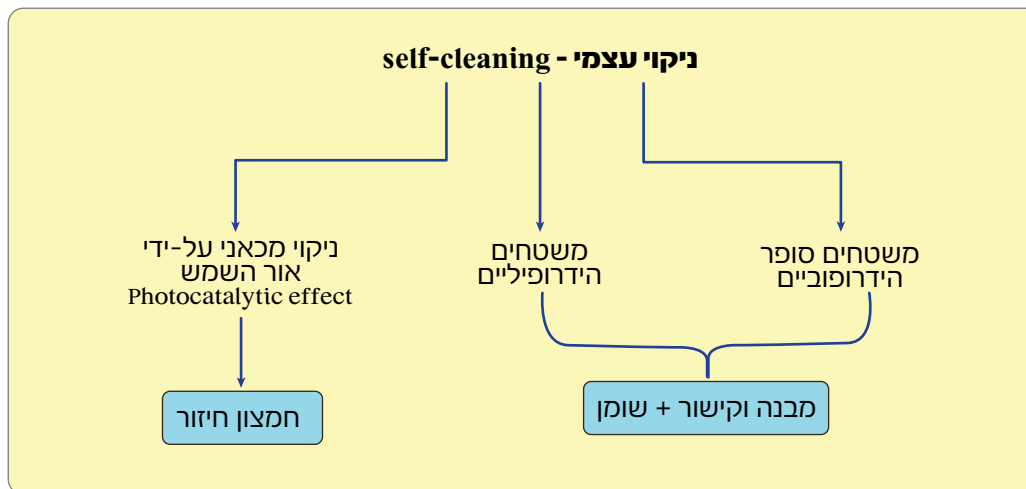 ניקוי עצמי - self-cleaning
משטחים סופר
הידרופוביים
משטחים
הידרופיליים
ניקוי מכאני על-ידי
אור השמש
Photocatalytic effect
מבנה וקישור + שומן
חמצון חיזור